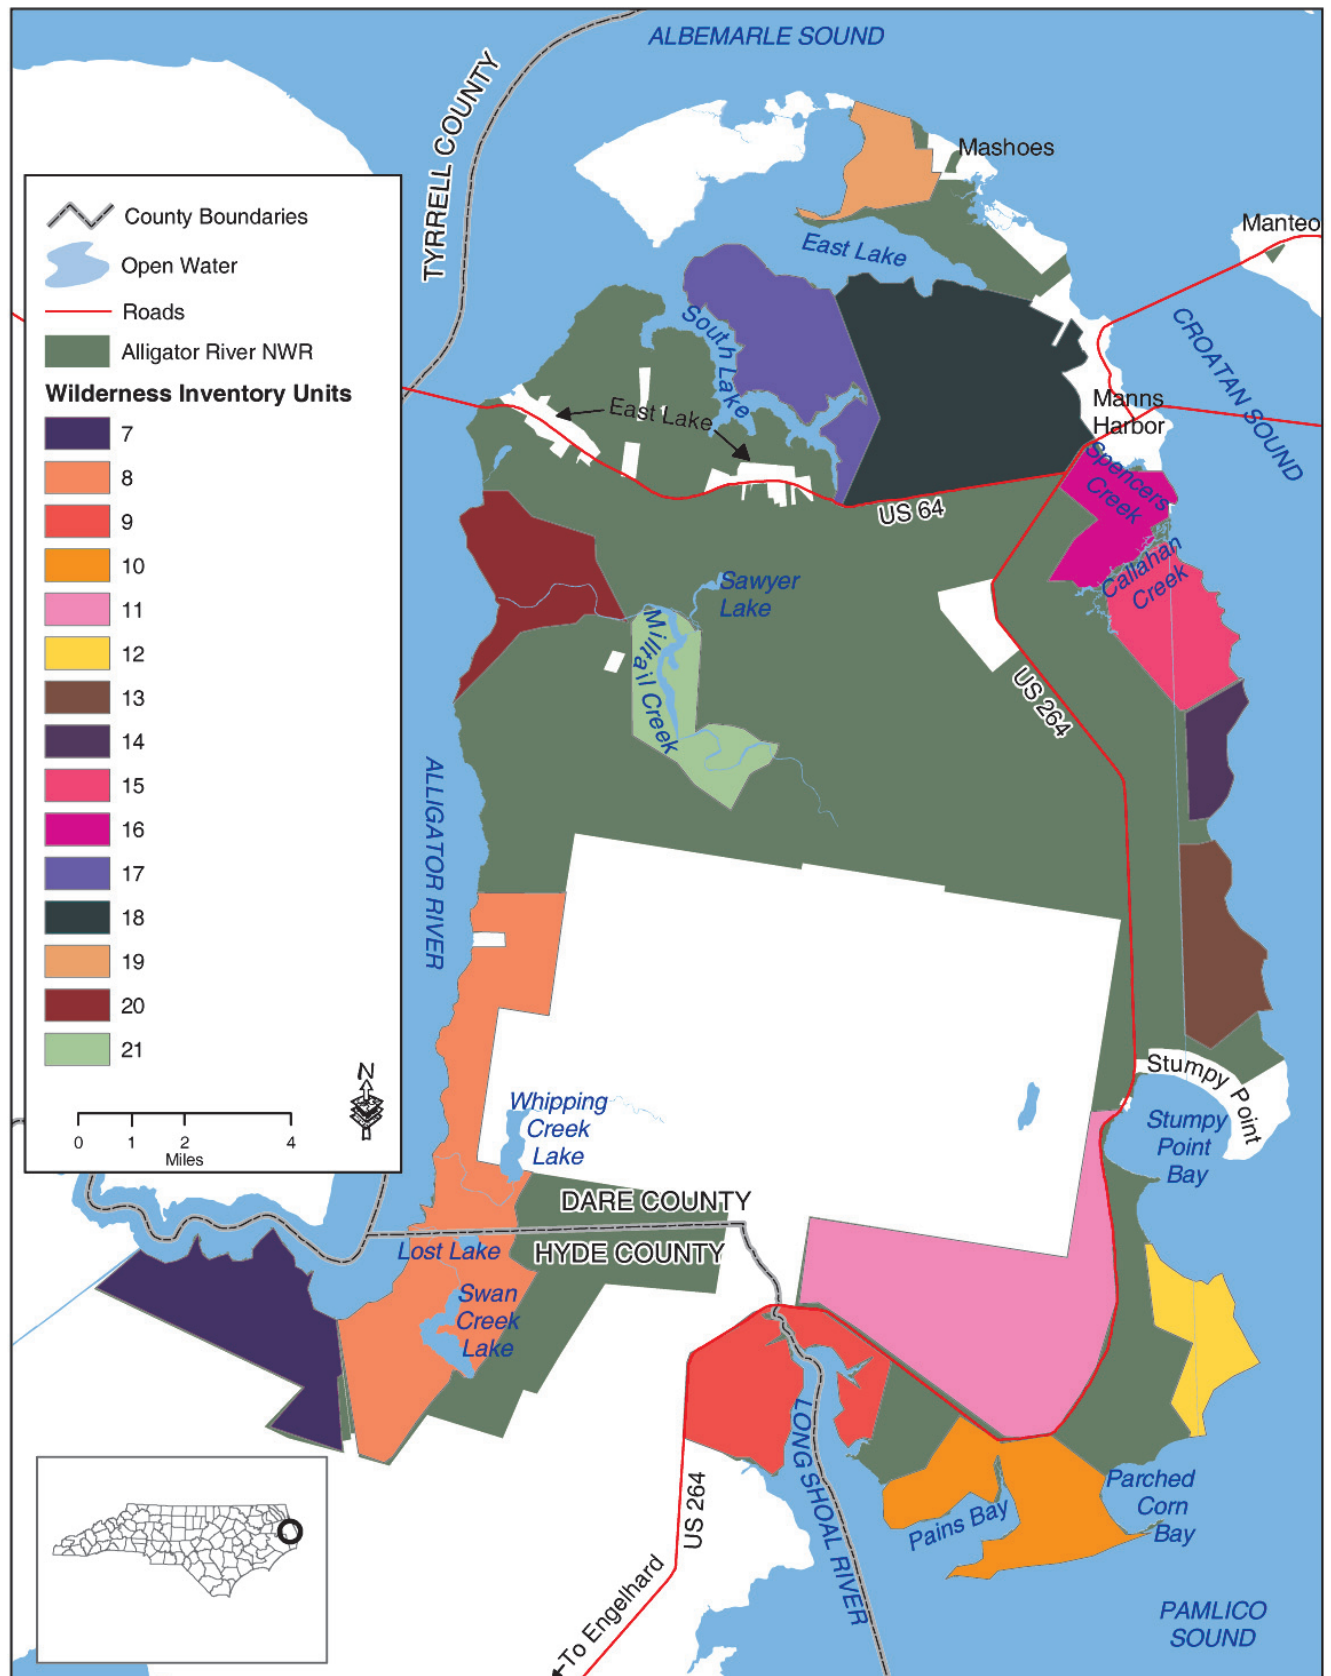 ALBEMARLE SOUND
TYRRELL COUNTY
Mashoes
Manteo
East Lake
CROATAN SOUND
South Lake
East Lake
Manns
Harbor
Spencers
Creek
US 64
Callahan
Creek
Sawyer
Lake
Milltail Creek
US 264
ALLIGATOR RIVER
Stumpy Point
Stumpy
Point
Bay
Whipping
Creek
Lake
DARE COUNTY
HYDE COUNTY
Lost Lake
Swan
Creek
Lake
LONG SHOAL RIVER
US 264
To Engelhard
Pains Bay
Parched
Corn
Bay
PAMLICO
SOUND
County Boundaries
Open Water
Roads
Alligator River NWR
Wilderness Inventory Units
7
8
9
10
11
12
13
14
15
16
17
18
19
20
21
N
0 1 2 4
Miles